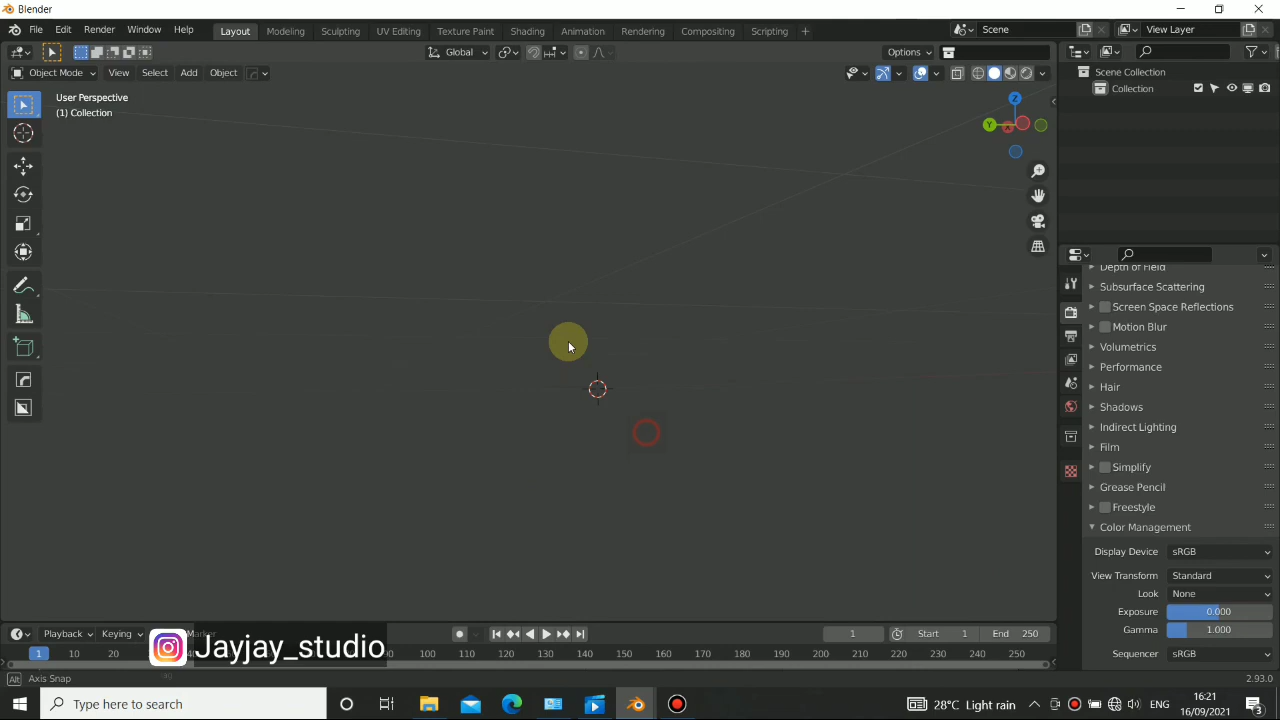 Blender
File Edit Render Window Help Layout Modeling Sculpting UV Editing Texture Paint Shading Animation Rendering Compositing Scripting + Scene View Layer
Global Options
Object Mode View Select Add Object
User Perspective
(1) Collection
Z
Y
X
Scene Collection
Collection
Depth of Field
Subsurface Scattering
Screen Space Reflections
Motion Blur
Volumetrics
Performance
Hair
Shadows
Indirect Lighting
Film
Simplify
Grease Pencil
Freestyle
Color Management
Display Device sRGB
View Transform Standard
Look None
Exposure 0.000
Gamma 1.000
Sequencer sRGB
Playback Keying Marker 1 Start 1 End 250
Jayjay_studio
1 10 20 100 110 120 130 140 150 160 170 180 190 200 210 220 230 240 250
Alt Axis Snap 2.93.0
Type here to search 28°C Light rain ENG 16:21
16/09/2021 3